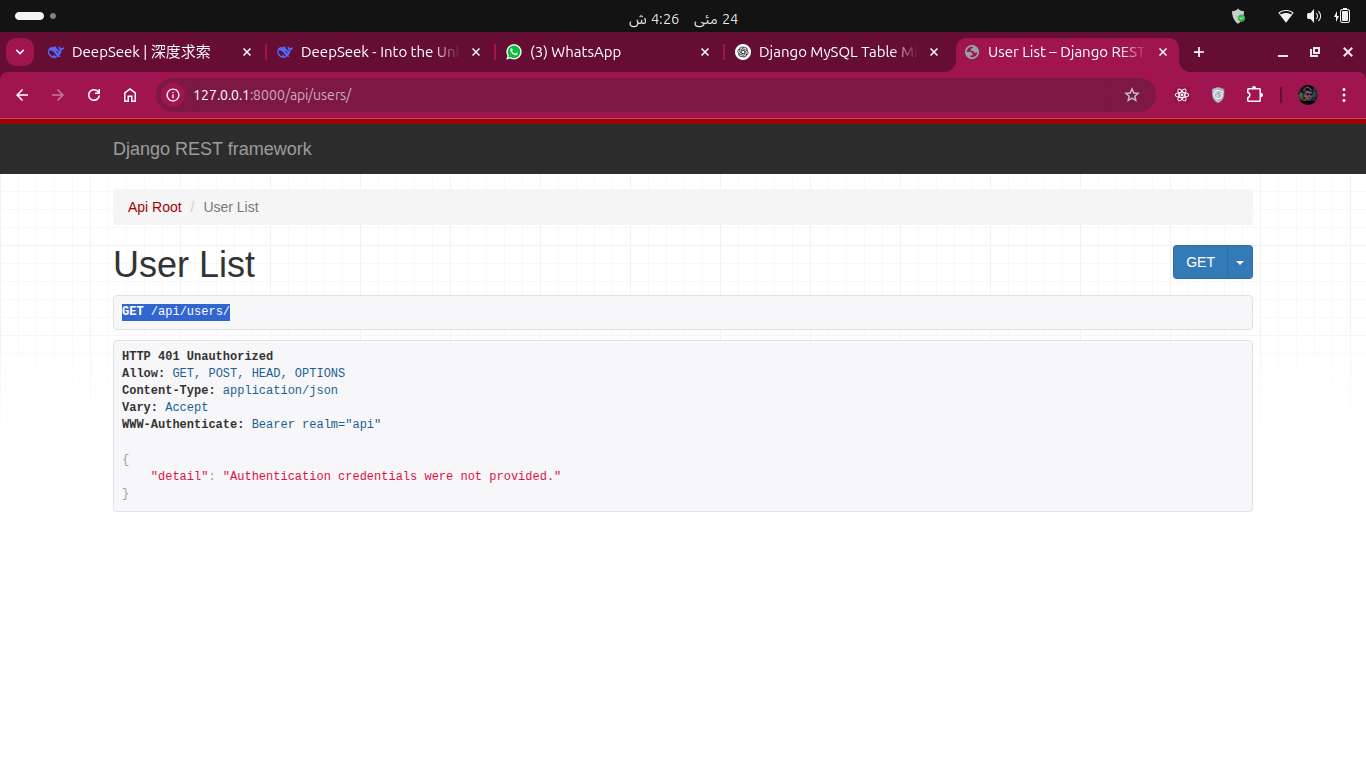 24 مئی 4:26 ش
DeepSeek | 深度求索
DeepSeek - Into the Un
(3) WhatsApp
Django MySQL Table Mi
User List – Django REST
127.0.0.1:8000/api/users/
Django REST framework
Api Root / User List
User List
GET
GET /api/users/
HTTP 401 Unauthorized
Allow: GET, POST, HEAD, OPTIONS
Content-Type: application/json
Vary: Accept
WWW-Authenticate: Bearer realm="api"
{
"detail": "Authentication credentials were not provided."
}